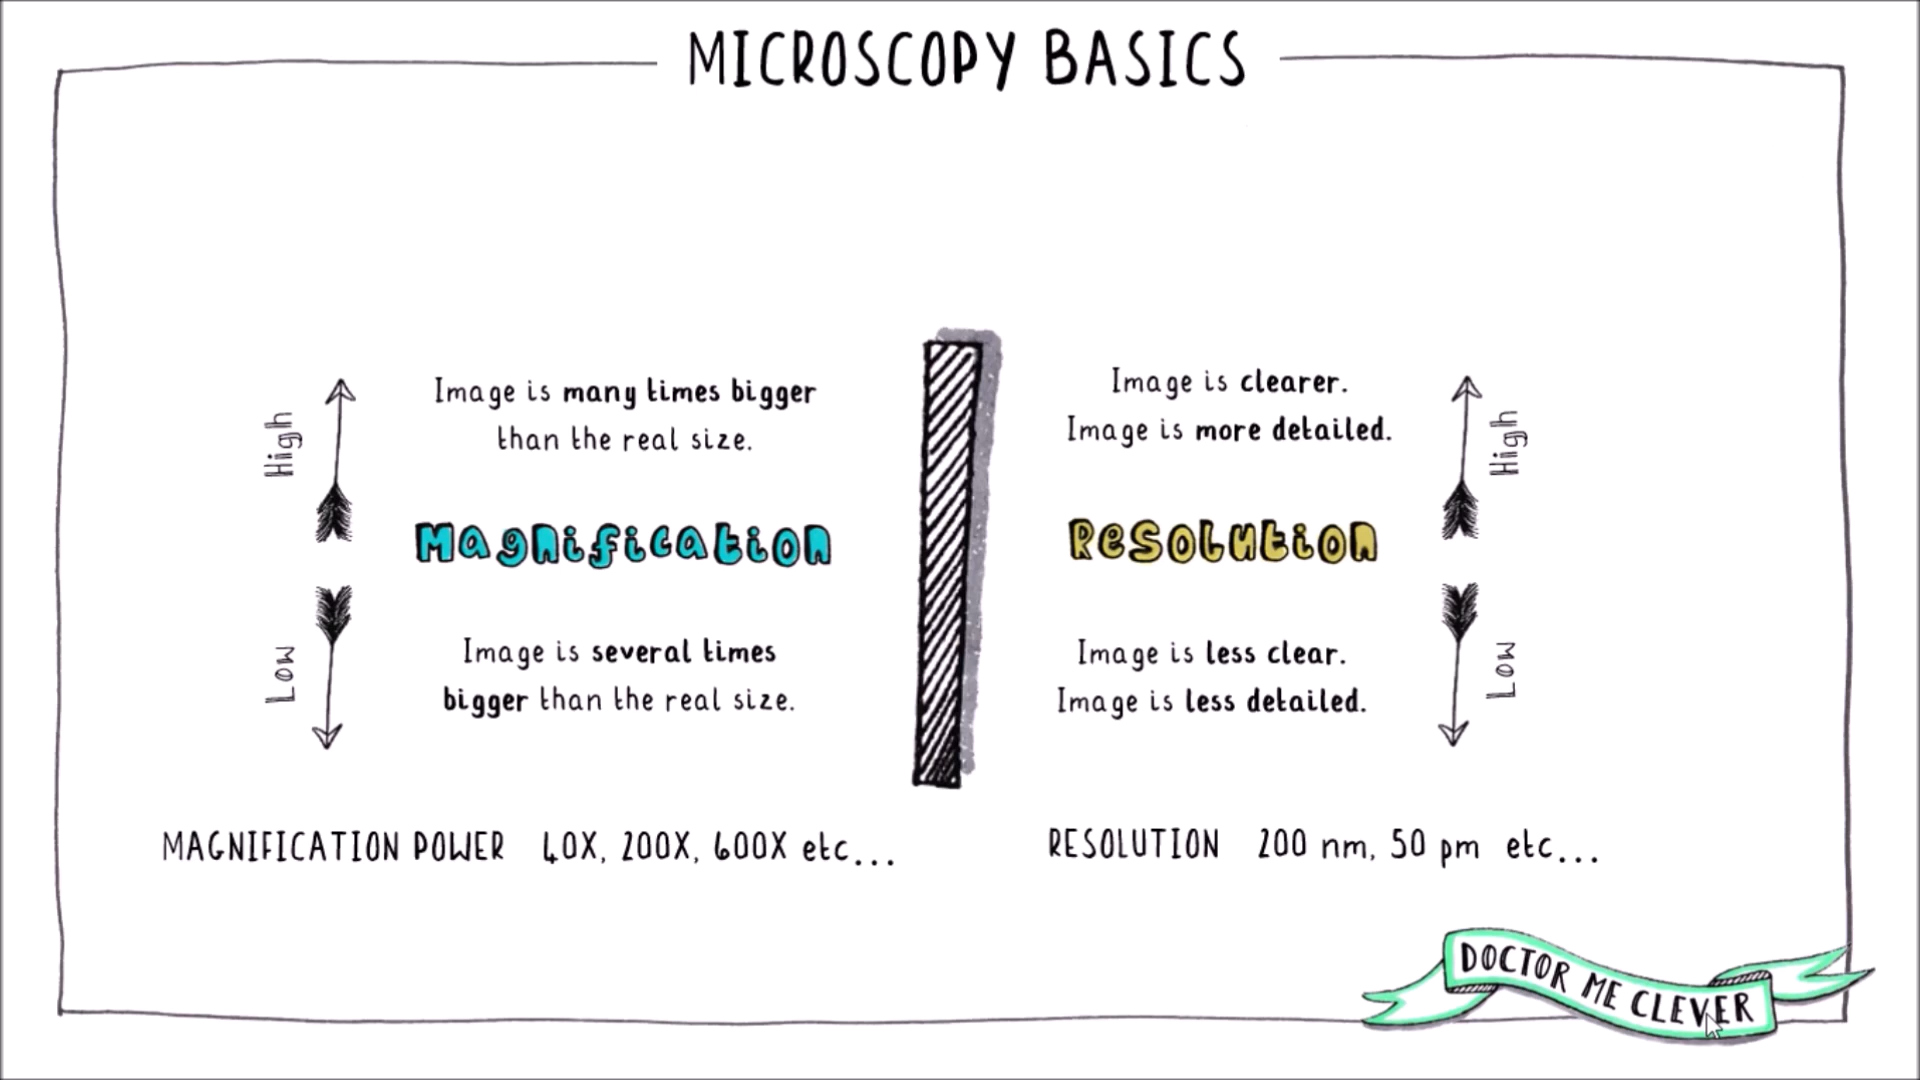 MICROSCOPY BASICS
High
Image is many times bigger
than the real size.
Magnification
Low
Image is several times
bigger than the real size.
MAGNIFICATION POWER 40X, 200X, 600X etc...
Image is clearer.
Image is more detailed.
High
Resolution
Image is less clear.
Image is less detailed.
Low
RESOLUTION 200 nm, 50 pm etc...
DOCTOR ME CLEVER